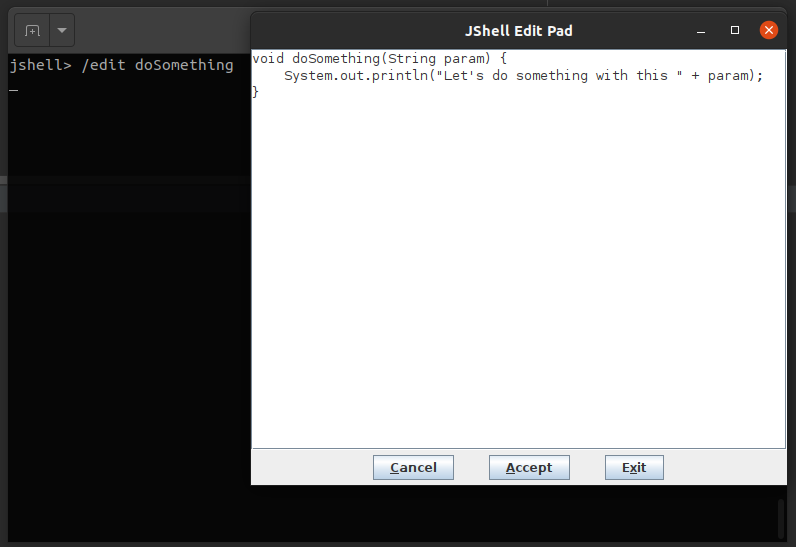 jshell> /edit doSomething
JShell Edit Pad
void doSomething(String param) {
    System.out.println("Let's do something with this " + param);
}
Cancel
Accept
Exit